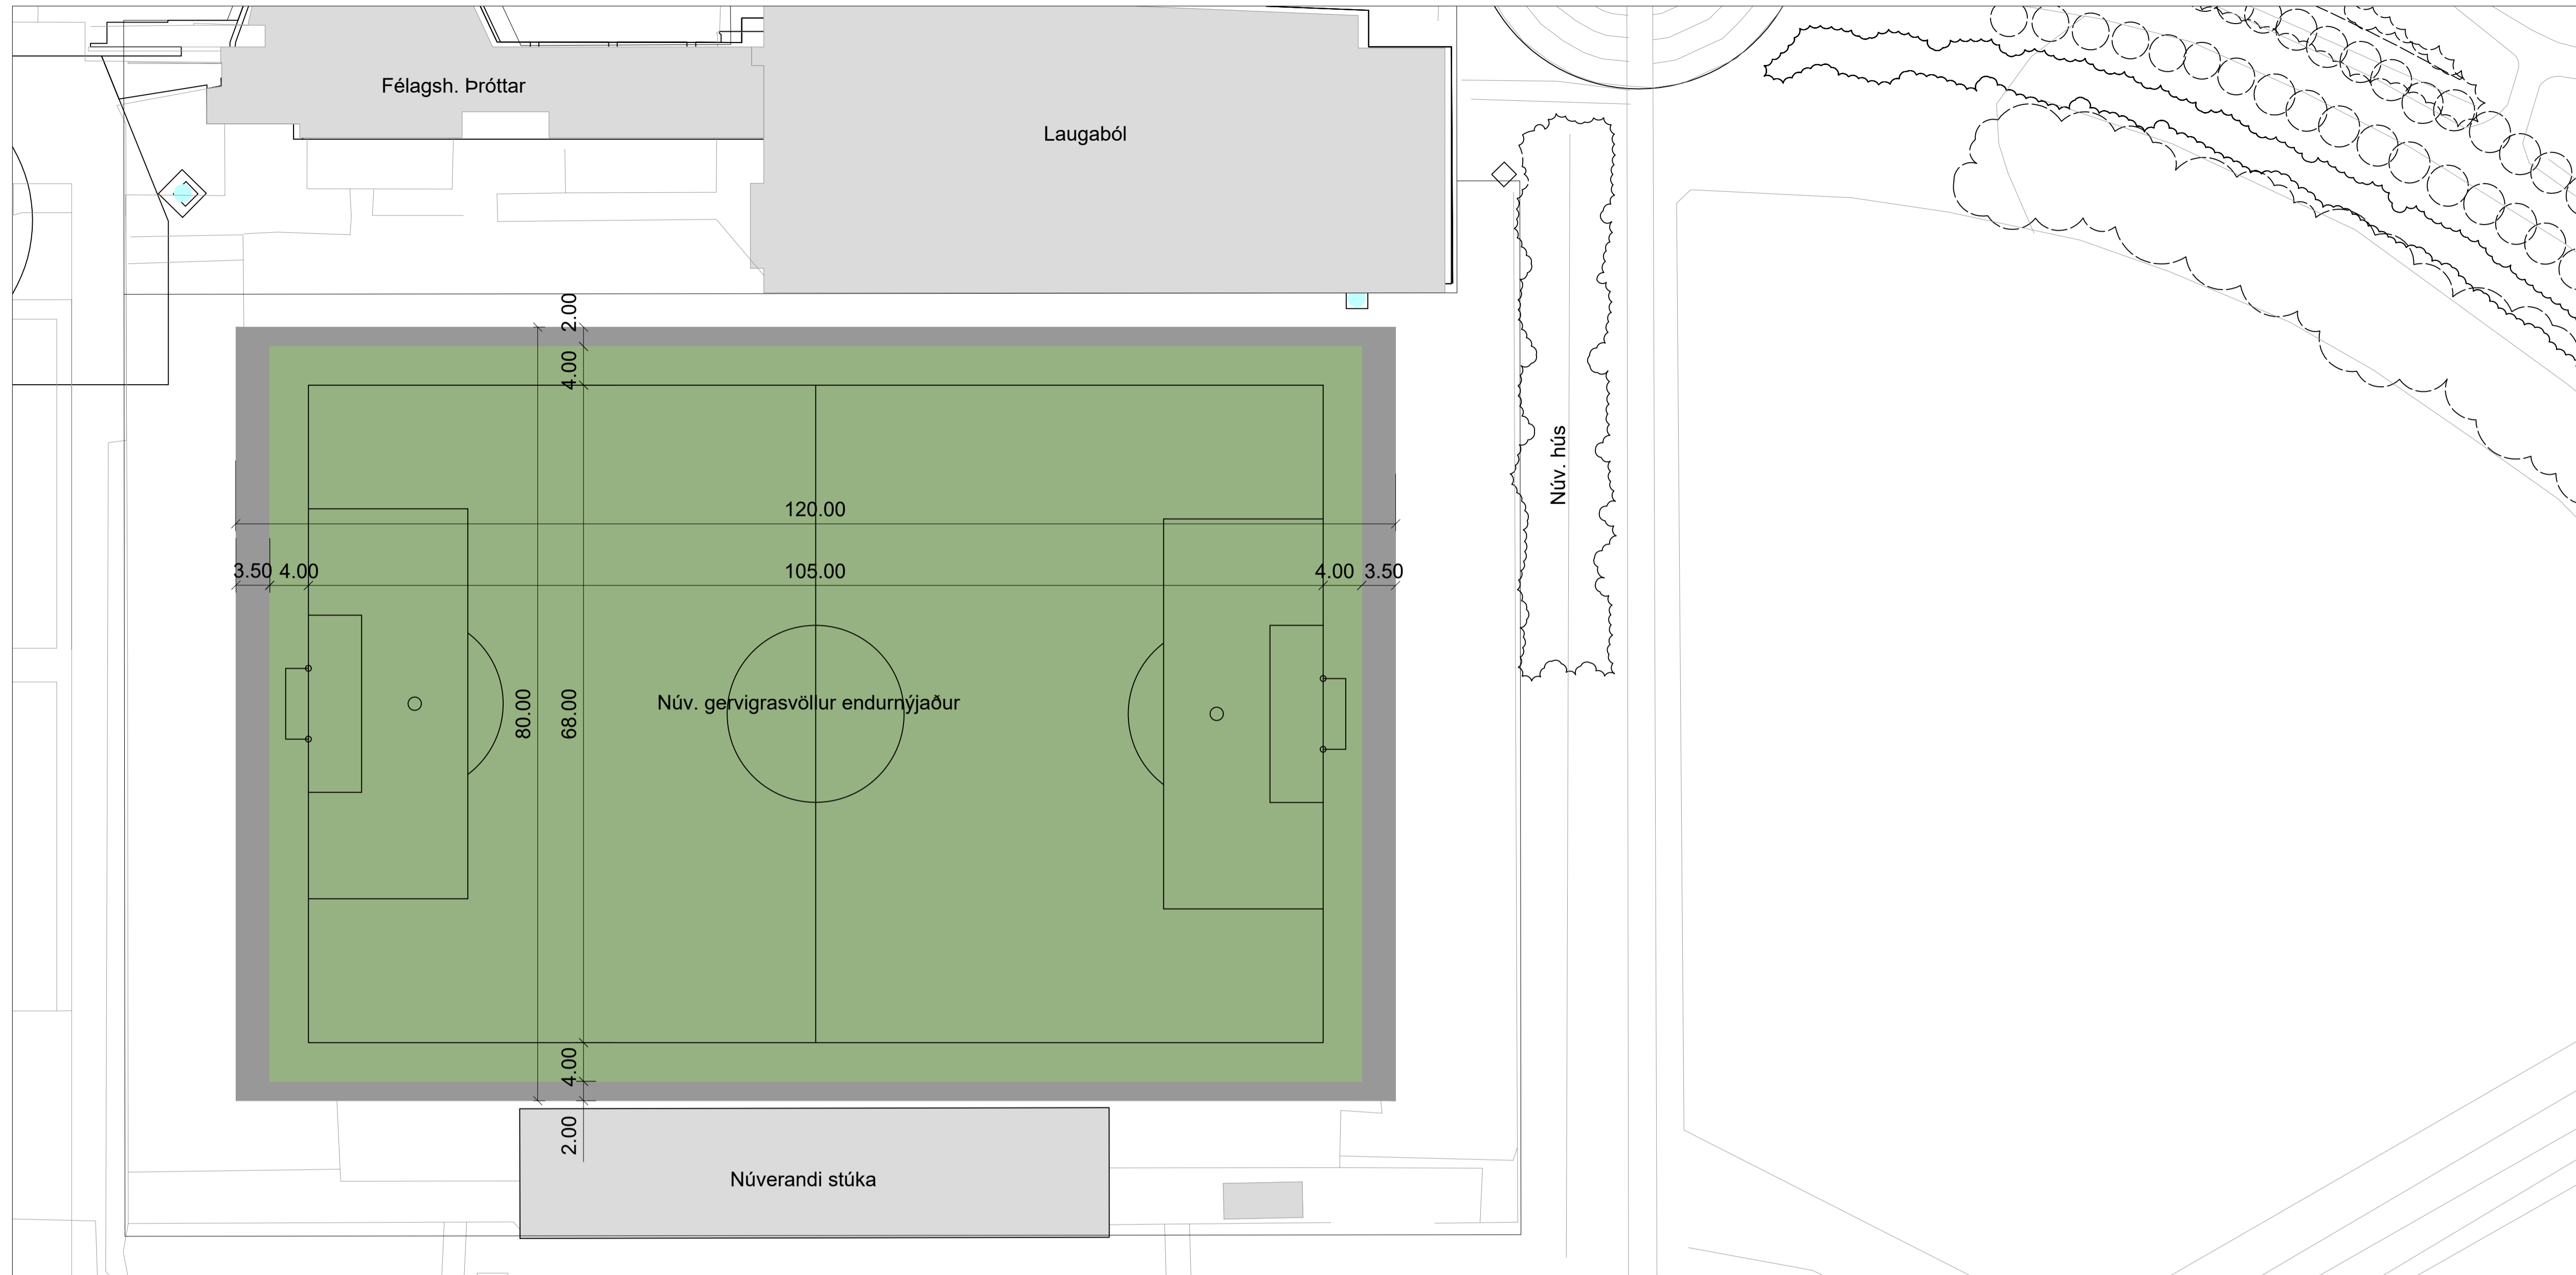 Félagsh. Þróttar
Laugaból
2.00
4.00
Núv. hús
120.00
3.50
4.00
105.00
4.00
3.50
80.00
68.00
Núv. gervigrasvöllur endurnýjaður
4.00
2.00
Núverandi stúka